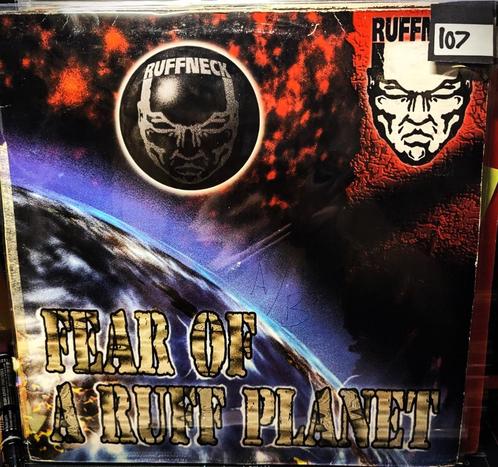 RUFFNECK
RUFFN
107
A/B
FEAR OF
A RUFF PLANET